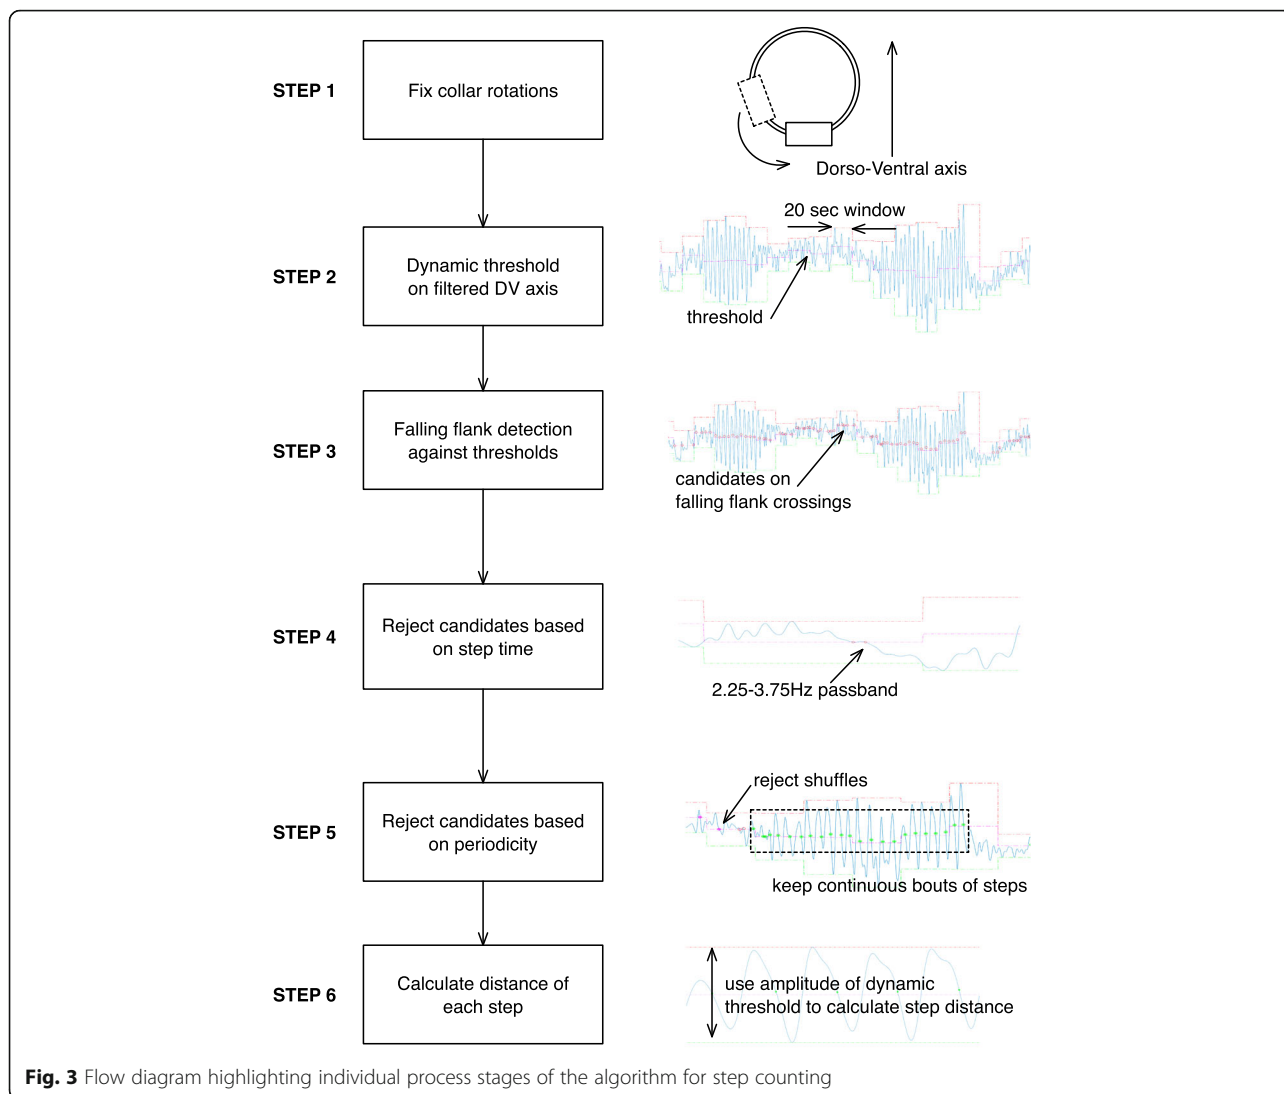 STEP 1
Fix collar rotations
Dorso-Ventral axis
STEP 2
Dynamic threshold
on filtered DV axis
20 sec window
threshold
STEP 3
Falling flank detection
against thresholds
candidates on
falling flank crossings
STEP 4
Reject candidates based
on step time
2.25-3.75Hz passband
STEP 5
Reject candidates based
on periodicity
reject shuffles
keep continuous bouts of steps
STEP 6
Calculate distance of
each step
use amplitude of dynamic
threshold to calculate step distance
Fig. 3 Flow diagram highlighting individual process stages of the algorithm for step counting